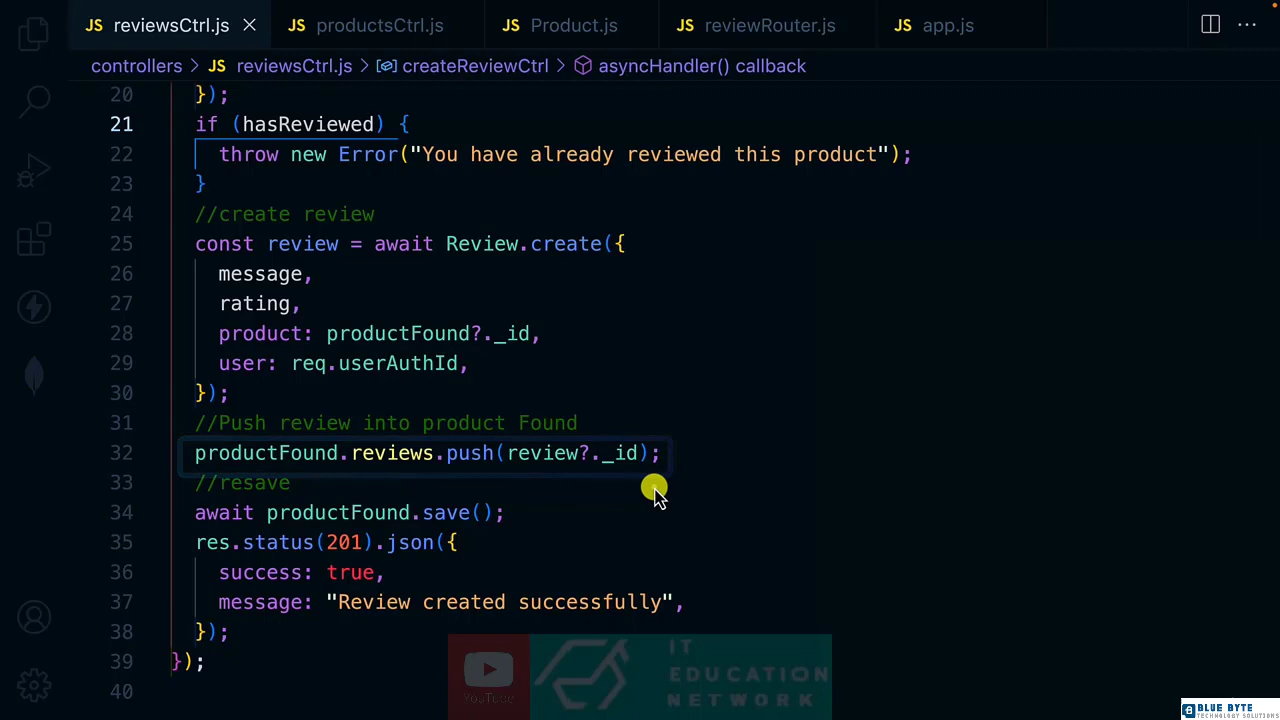 JS reviewsCtrl.js
JS productsCtrl.js
JS Product.js
JS reviewRouter.js
JS app.js
controllers > JS reviewsCtrl.js > createReviewCtrl > asyncHandler() callback
20 });
21 if (hasReviewed) {
22 throw new Error("You have already reviewed this product");
23 }
24 //create review
25 const review = await Review.create({
26 message,
27 rating,
28 product: productFound?._id,
29 user: req.userAuthId,
30 });
31 //Push review into product Found
32 productFound.reviews.push(review?._id);
33 //resave
34 await productFound.save();
35 res.status(201).json({
36 success: true,
37 message: "Review created successfully",
38 });
39 });
40
YouTube
IT
EDUCATION
NETWORK
BLUE BYTE
TECHNOLOGY SOLUTIONS